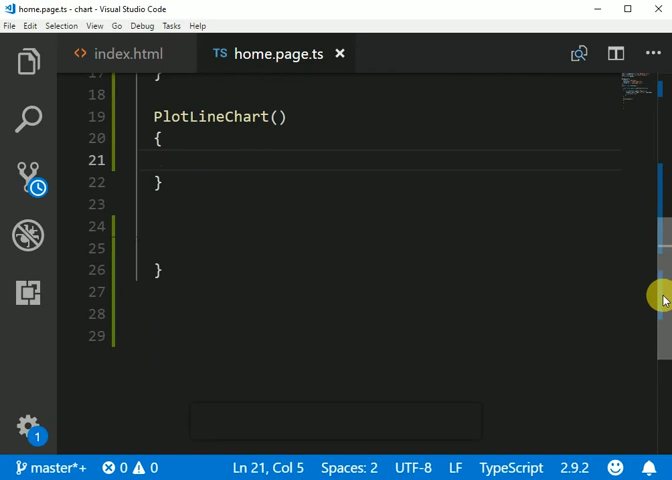 home.page.ts - chart - Visual Studio Code
File Edit Selection View Go Debug Tasks Help
<> index.html TS home.page.ts ×
17 }
18
19 PlotLineChart()
20 {
21
22 }
23
24
25
26 }
27
28
29
1
master*+ 0 0 Ln 21, Col 5 Spaces: 2 UTF-8 LF TypeScript 2.9.2